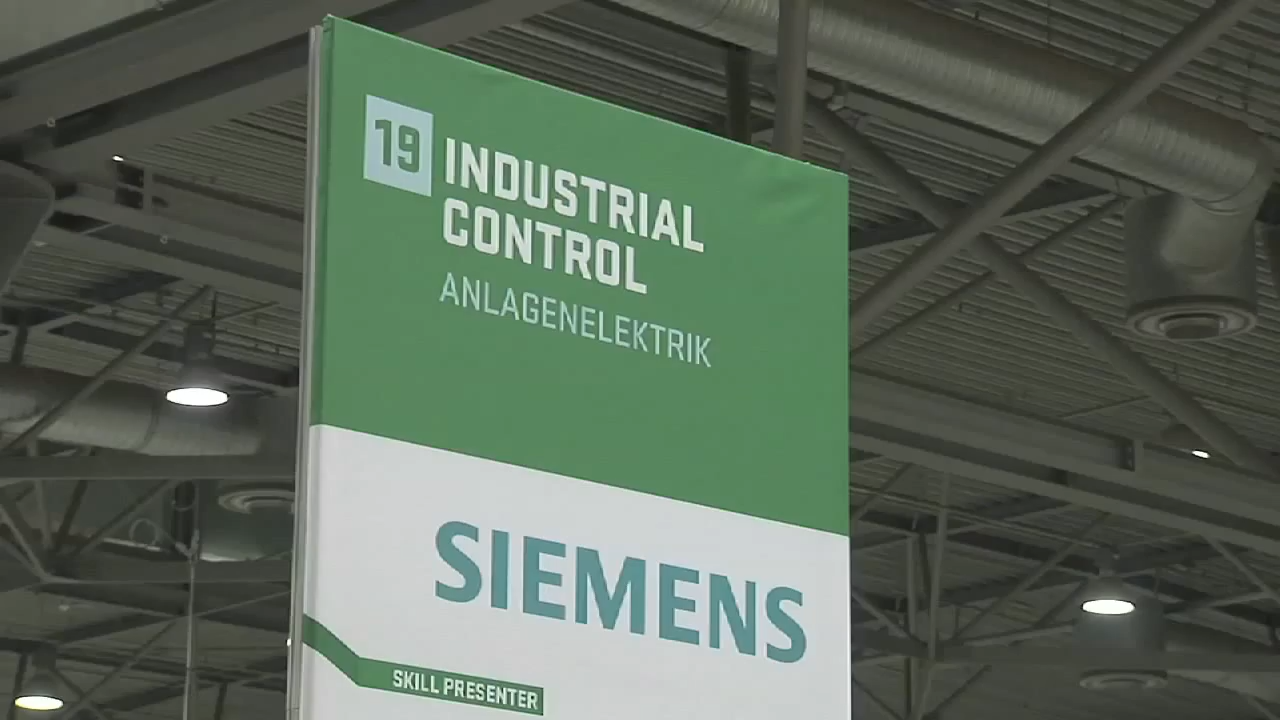 19
INDUSTRIAL
CONTROL
ANLAGENELEKTRIK
SIEMENS
SKILL PRESENTER